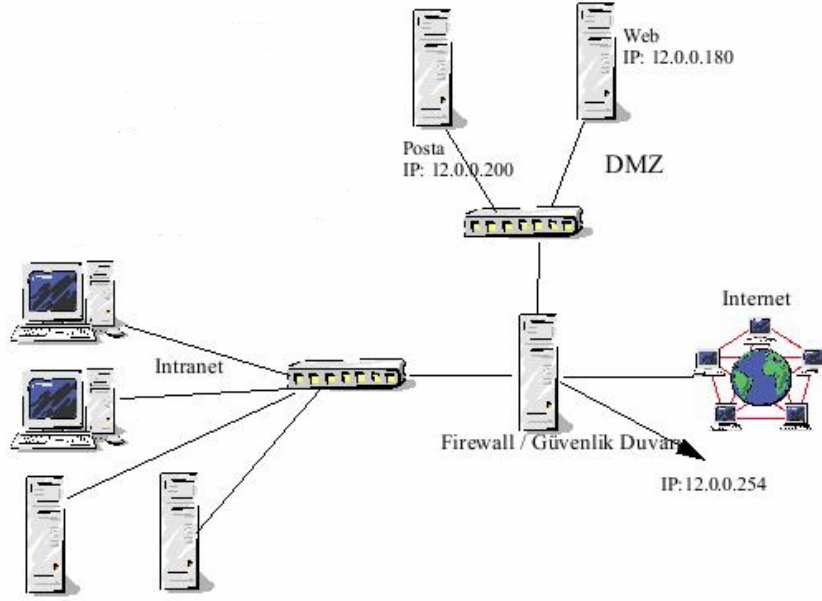 Web
IP: 12.0.0.180
Posta
IP: 12.0.0.200
DMZ
Internet
Intranet
Firewall / Güvenlik Duvarı
IP:12.0.0.254